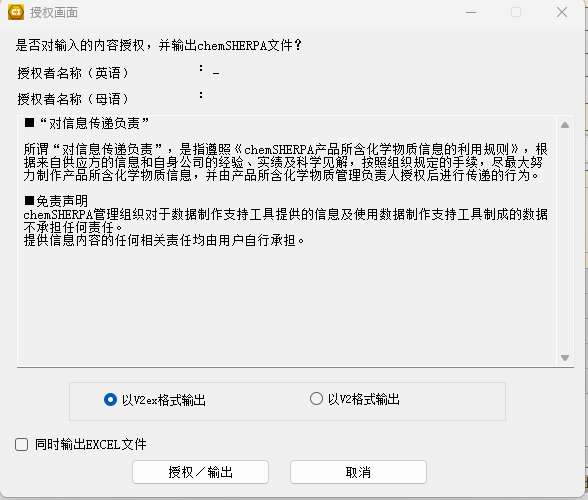 CI 授权画面
是否对输入的内容授权，并输出chemSHERPA文件？
授权者名称（英语） : -
授权者名称（母语） :
■“对信息传递负责”
所谓“对信息传递负责”，是指遵照《chemSHERPA产品所含化学物质信息的利用规则》，根
据来自供应方的信息和自身公司的经验、实绩及科学见解，按照组织规定的手续，尽最大努
力制作产品所含化学物质信息，并由产品所含化学物质管理负责人授权后进行传递的行为。
■免责声明
chemSHERPA管理组织对于数据制作支持工具提供的信息及使用数据制作支持工具制成的数据
不承担任何责任。
提供信息内容的任何相关责任均由用户自行承担。
以V2ex格式输出 以V2格式输出
同时输出EXCEL文件
授权／输出 取消